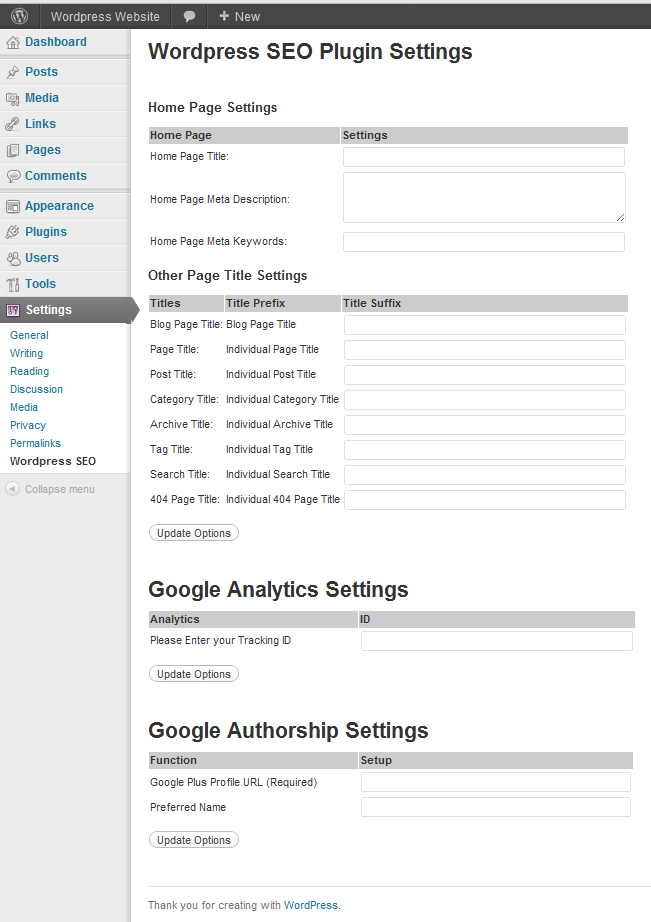 Wordpress Website
New
Dashboard
Posts
Media
Links
Pages
Comments
Appearance
Plugins
Users
Tools
Settings
General
Writing
Reading
Discussion
Media
Privacy
Permalinks
Wordpress SEO
Collapse menu
Wordpress SEO Plugin Settings
Home Page Settings
Home Page Settings
Home Page Title:
Home Page Meta Description:
Home Page Meta Keywords:
Other Page Title Settings
Titles Title Prefix Title Suffix
Blog Page Title: Blog Page Title
Page Title: Individual Page Title
Post Title: Individual Post Title
Category Title: Individual Category Title
Archive Title: Individual Archive Title
Tag Title: Individual Tag Title
Search Title: Individual Search Title
404 Page Title: Individual 404 Page Title
Update Options
Google Analytics Settings
Analytics ID
Please Enter your Tracking ID
Update Options
Google Authorship Settings
Function Setup
Google Plus Profile URL (Required)
Preferred Name
Update Options
Thank you for creating with WordPress.